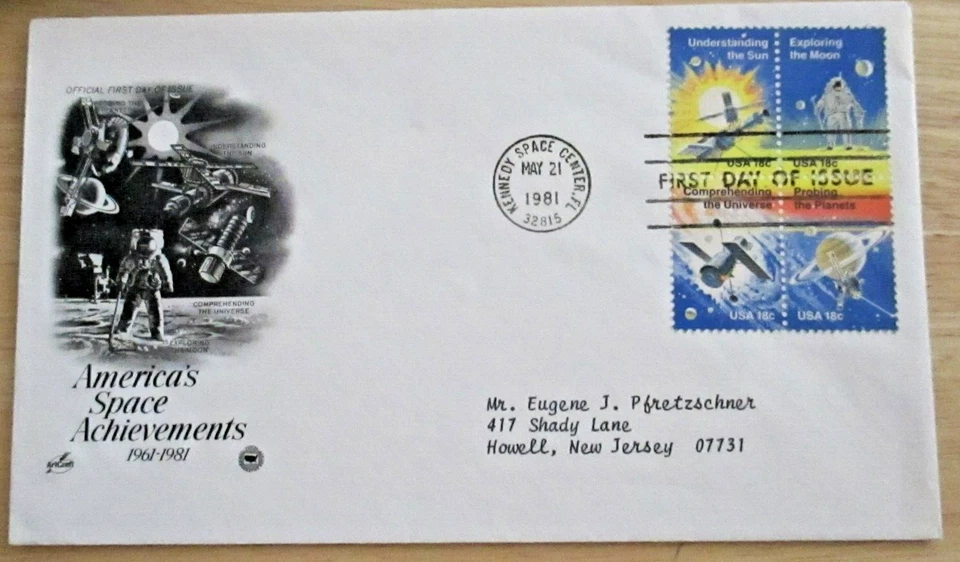 OFFICIAL FIRST DAY OF ISSUE
UNDERSTANDING
THE SUN
COMPREHENDING
THE UNIVERSE
EXPLORING
THE MOON
America's
Space
Achievements
1961-1981
ArtCraft
KENNEDY SPACE CENTER, FL
MAY 21
1981
32815
Understanding
the Sun
USA 18c
Exploring
the Moon
USA 18c
FIRST DAY OF ISSUE
Comprehending
the Universe
USA 18c
Probing
the Planets
USA 18c
Mr. Eugene J. Pfretzschner
417 Shady Lane
Howell, New Jersey 07731